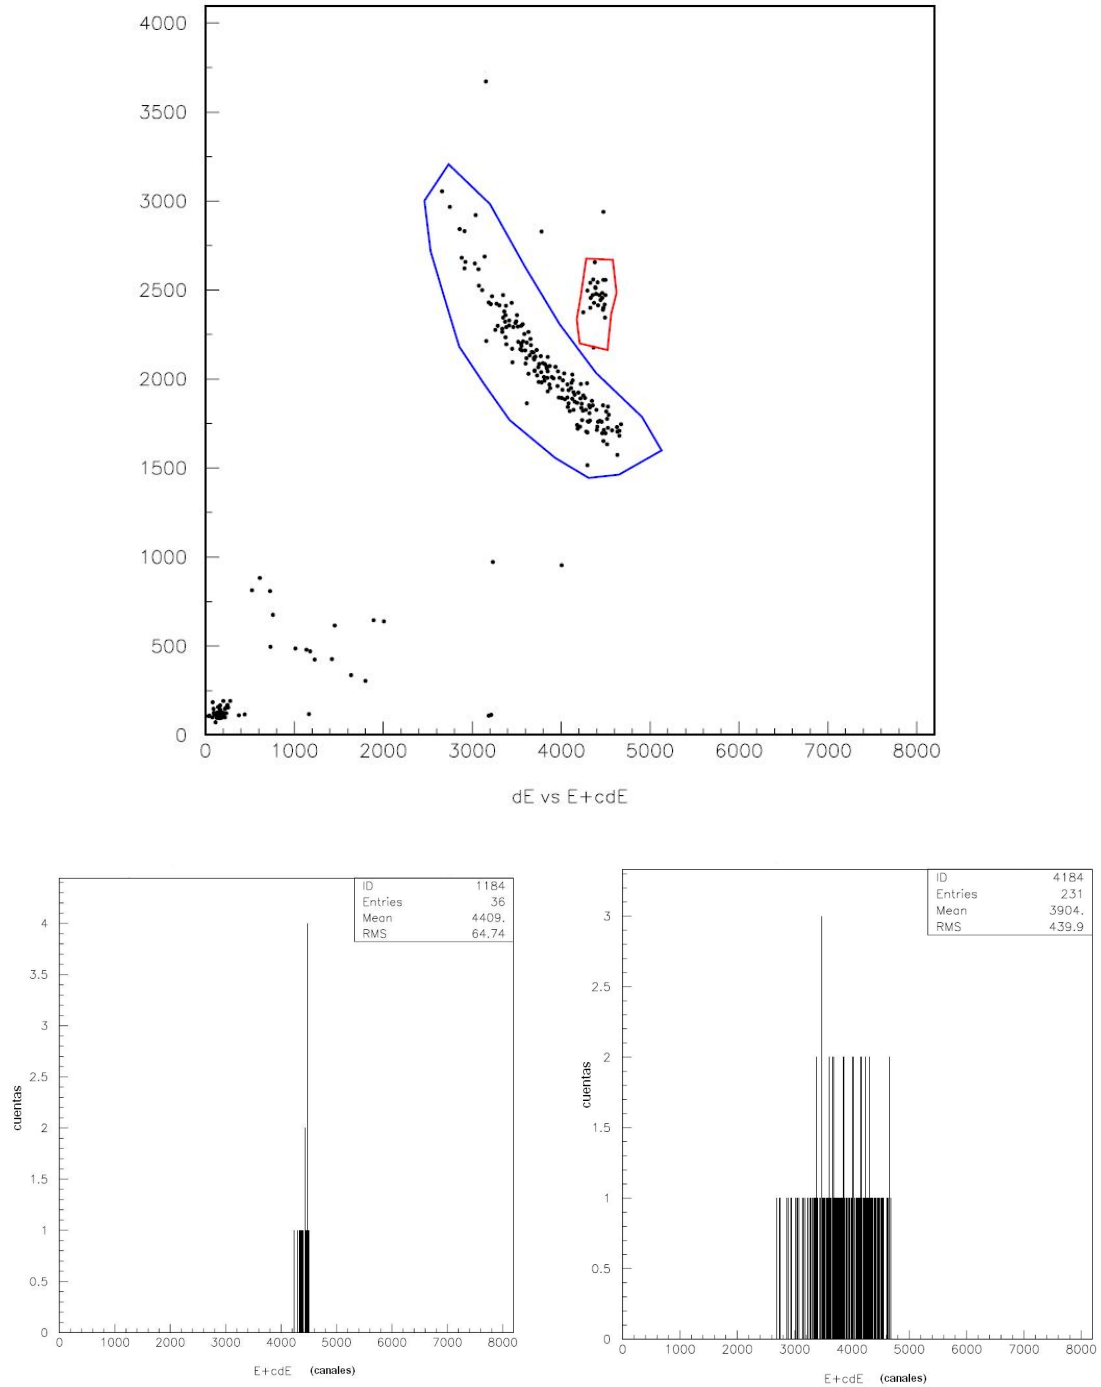 4000
3500
3000
2500
2000
1500
1000
500
0
0 1000 2000 3000 4000 5000 6000 7000 8000
dE vs E+cdE
ID 1184
Entries 36
Mean 4409.
RMS 64.74
4
3.5
3
2.5
2
1.5
1
0.5
0
cuentas
0 1000 2000 3000 4000 5000 6000 7000 8000
E+cdE (canales)
ID 4184
Entries 231
Mean 3904.
RMS 439.9
3
2.5
2
1.5
1
0.5
0
cuentas
0 1000 2000 3000 4000 5000 6000 7000 8000
E+cdE (canales)